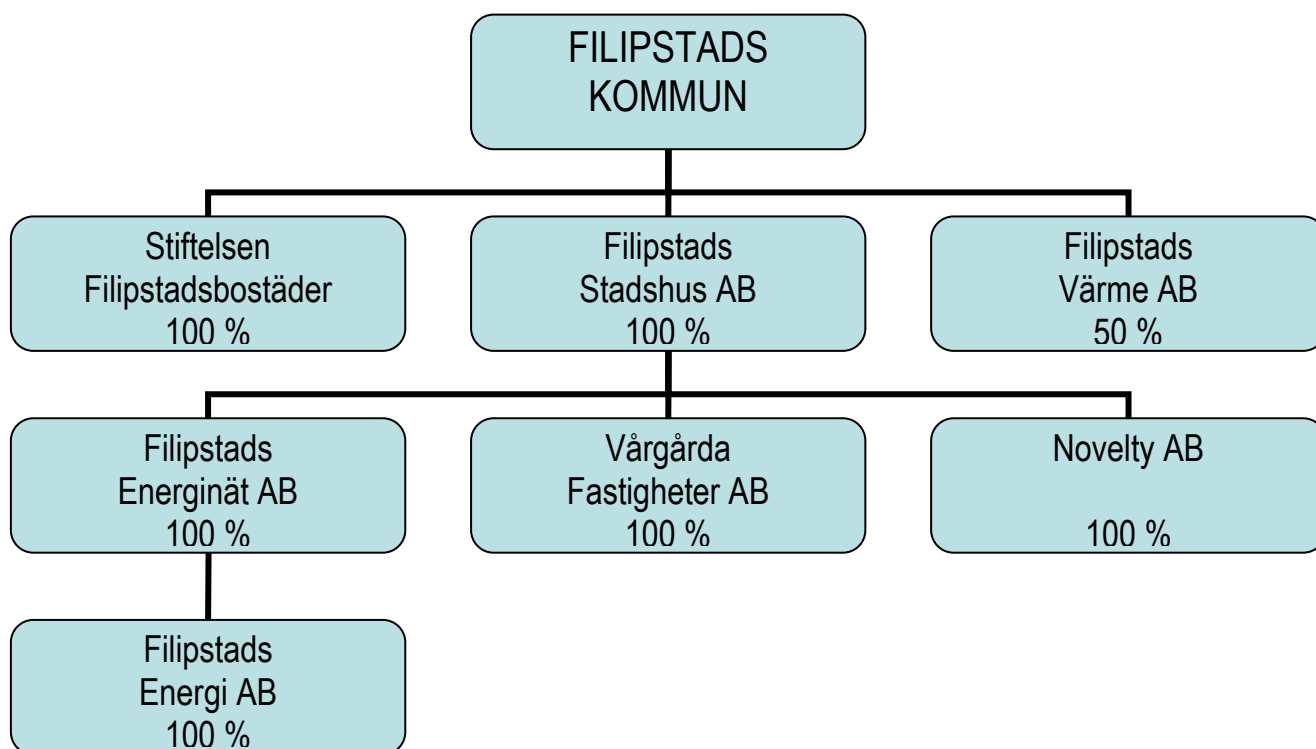 FILIPSTADS
KOMMUN
Stiftelsen
Filipstadsbostäder
100 %
Filipstads
Stadshus AB
100 %
Filipstads
Värme AB
50 %
Filipstads
Energinät AB
100 %
Vårgårda
Fastigheter AB
100 %
Novelty AB
100 %
Filipstads
Energi AB
100 %